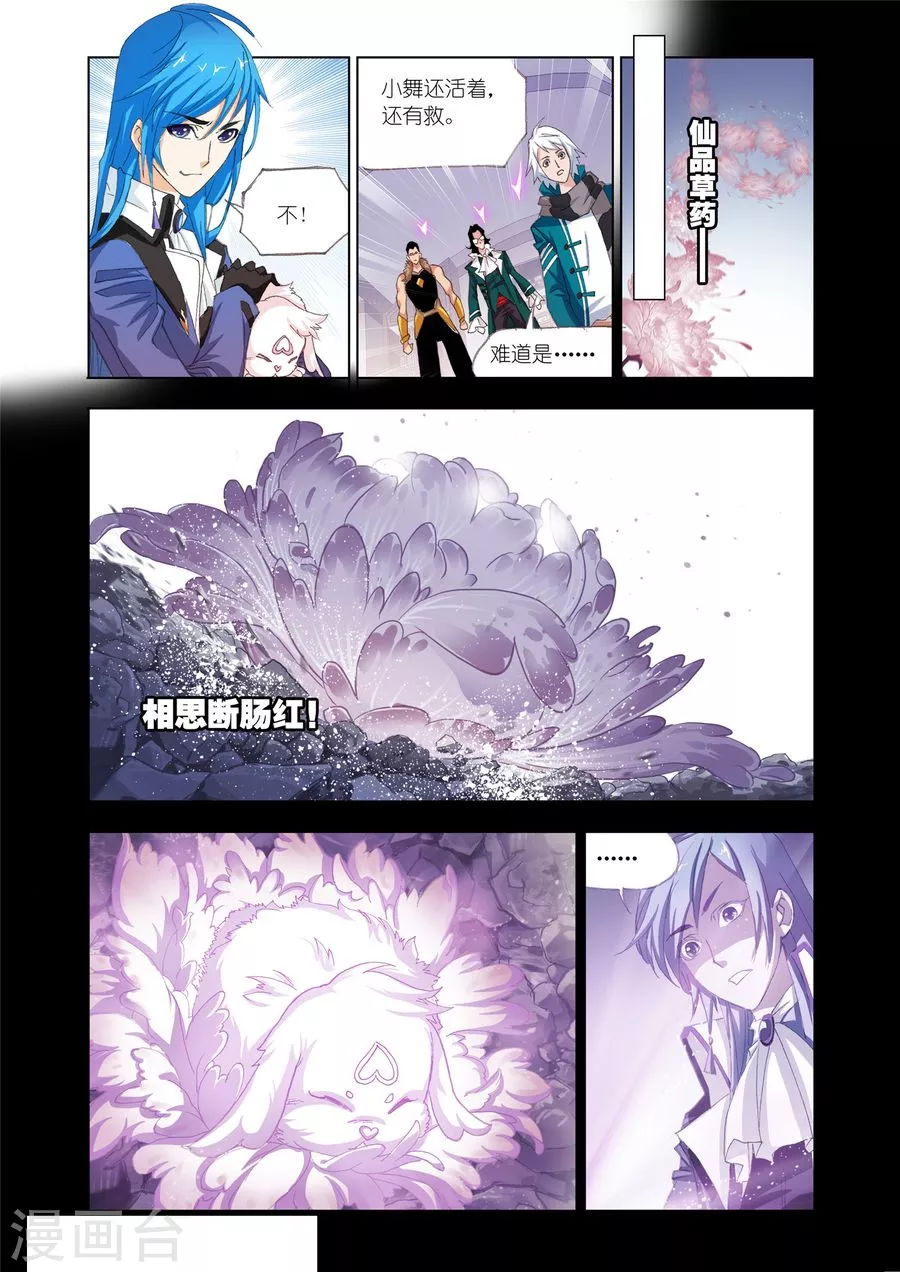 不！
小舞还活着，
还有救。
难道是……
仙品草药——
相思断肠红！
……
漫画台